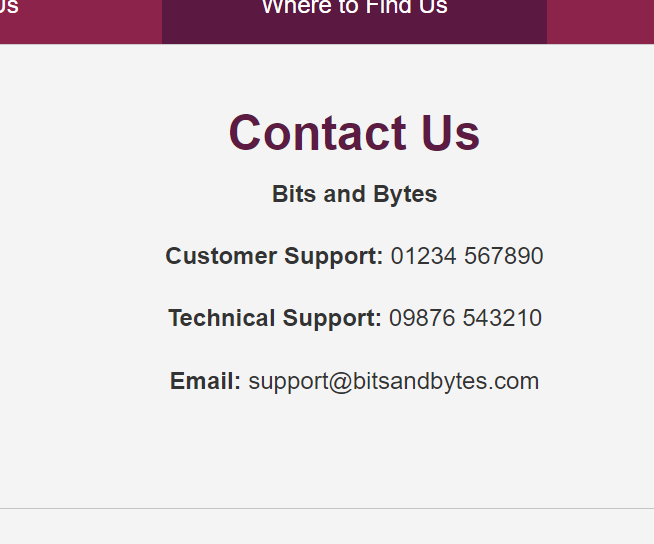 Us
Where to Find Us
Contact Us
Bits and Bytes
Customer Support: 01234 567890
Technical Support: 09876 543210
Email: support@bitsandbytes.com